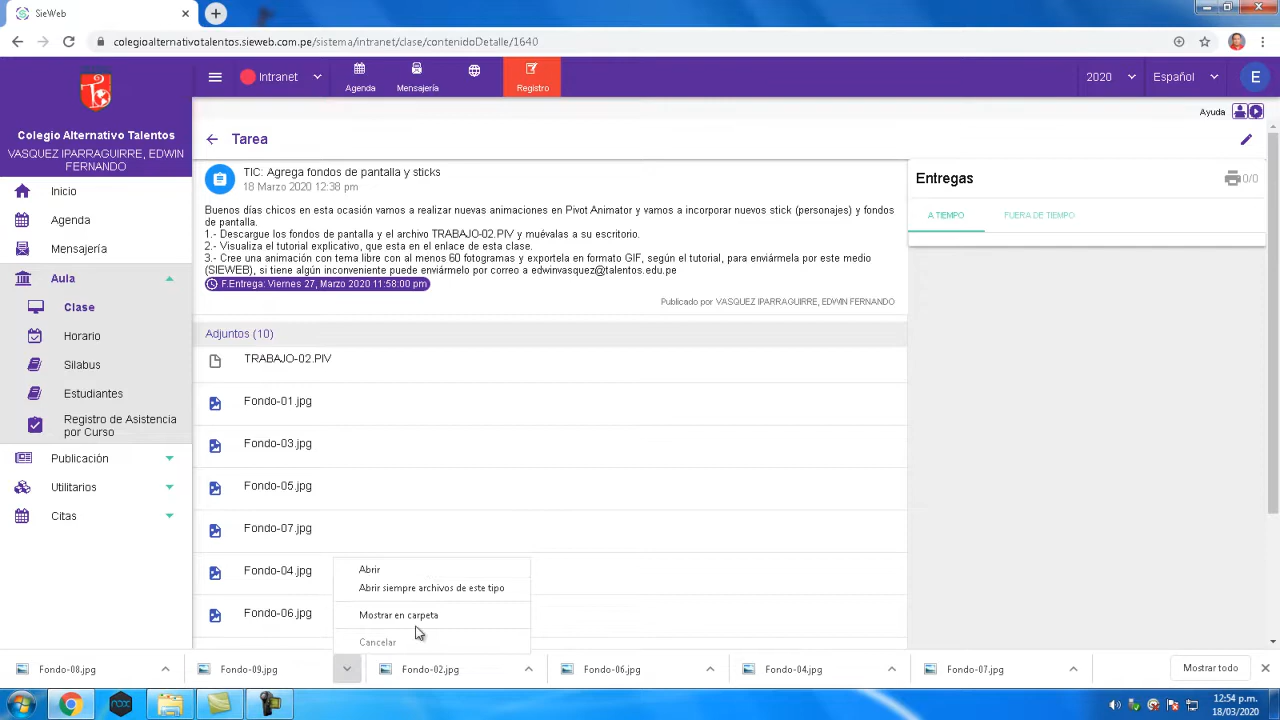 SieWeb
colegioalternativotalentos.sieweb.com.pe/sistema/intranet/clase/contenidoDetalle/1640
Intranet
Agenda
Mensajería
Registro
2020
Español
E
Ayuda
Colegio Alternativo Talentos
VASQUEZ IPARRAGUIRRE, EDWIN
FERNANDO
Inicio
Agenda
Mensajería
Aula
Clase
Horario
Silabus
Estudiantes
Registro de Asistencia
por Curso
Publicación
Utilitarios
Citas
Tarea
TIC: Agrega fondos de pantalla y sticks
18 Marzo 2020 12:38 pm
Buenos días chicos en esta ocasión vamos a realizar nuevas animaciones en Pivot Animator y vamos a incorporar nuevos stick (personajes) y fondos
de pantalla.
1.- Descargue los fondos de pantalla y el archivo TRABAJO-02.PIV y muévalas a su escritorio.
2.- Visualiza el tutorial explicativo, que esta en el enlace de esta clase.
3.- Cree una animación con tema libre con al menos 60 fotogramas y exportela en formato GIF, según el tutorial, para enviármela por este medio
(SIEWEB), si tiene algún inconveniente puede enviármelo por correo a edwinvasquez@talentos.edu.pe
F.Entrega: Viernes 27, Marzo 2020 11:58:00 pm
Publicado por VASQUEZ IPARRAGUIRRE, EDWIN FERNANDO
Adjuntos (10)
TRABAJO-02.PIV
Fondo-01.jpg
Fondo-03.jpg
Fondo-05.jpg
Fondo-07.jpg
Fondo-04.jpg
Fondo-06.jpg
Entregas
0/0
A TIEMPO
FUERA DE TIEMPO
Abrir
Abrir siempre archivos de este tipo
Mostrar en carpeta
Cancelar
Fondo-08.jpg
Fondo-09.jpg
Fondo-02.jpg
Fondo-06.jpg
Fondo-04.jpg
Fondo-07.jpg
Mostrar todo
nox
12:54 p.m.
18/03/2020